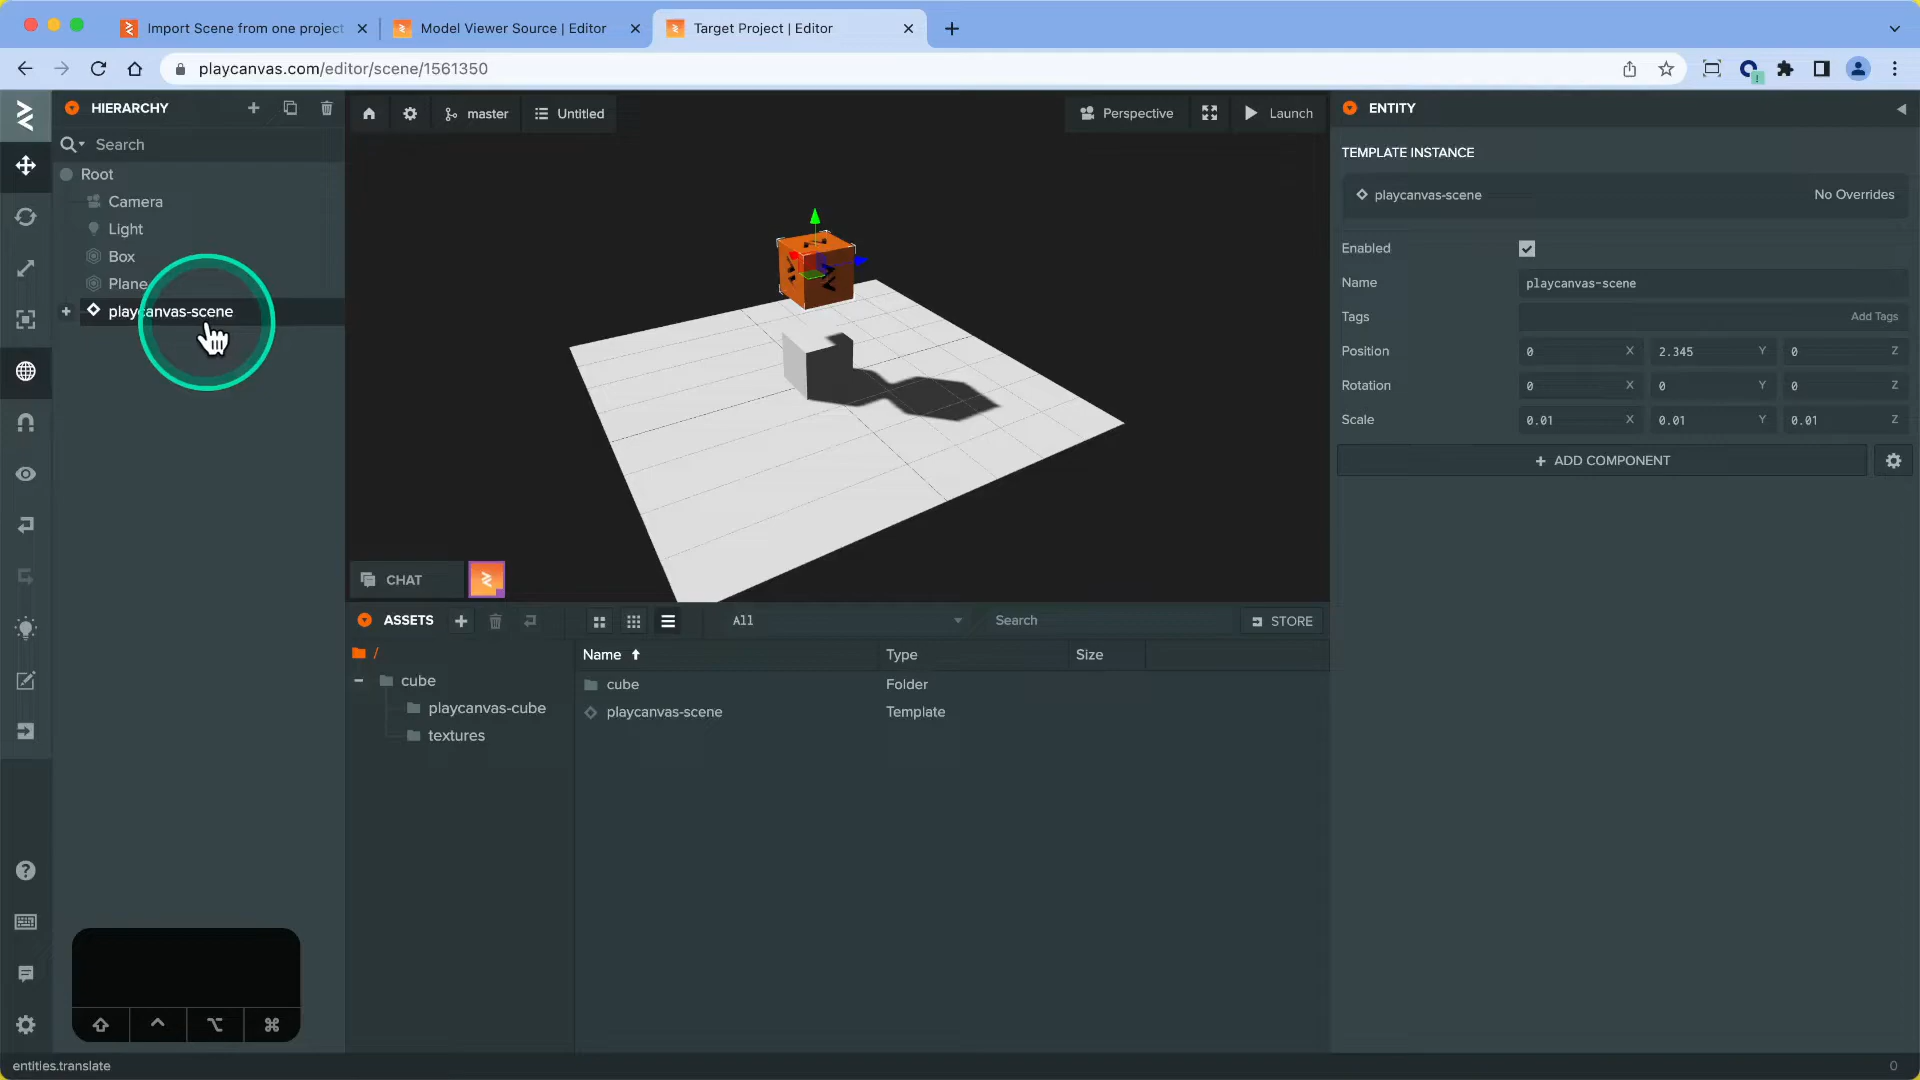 Import Scene from one project
Model Viewer Source | Editor
Target Project | Editor
playcanvas.com/editor/scene/1561350
HIERARCHY
Search
Root
Camera
Light
Box
Plane
playcanvas-scene
master
Untitled
Perspective
Launch
CHAT
ASSETS
All
Search
STORE
/
cube
playcanvas-cube
textures
Name
Type
Size
cube
Folder
playcanvas-scene
Template
ENTITY
TEMPLATE INSTANCE
playcanvas-scene
No Overrides
Enabled
Name
playcanvas-scene
Tags
Add Tags
Position
0 X 2.345 Y 0 Z
Rotation
0 X 0 Y 0 Z
Scale
0.01 X 0.01 Y 0.01 Z
ADD COMPONENT
entities.translate
0